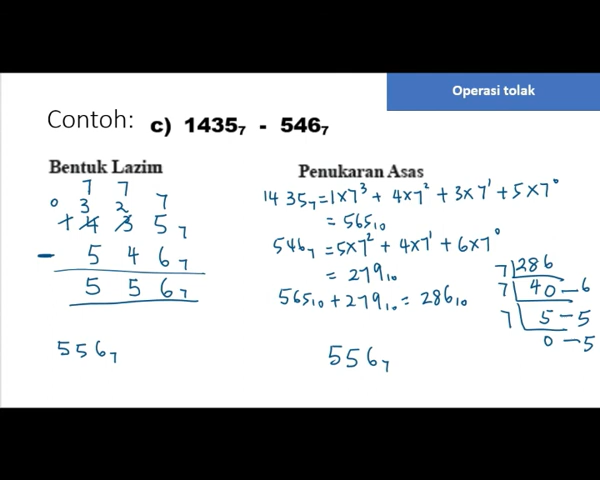 Operasi tolak
Contoh: c) 1435₇ - 546₇
Bentuk Lazim
7 7
0 3 2 7
1 4 3 5₇
- 5 4 6₇
5 5 6₇
556₇
Penukaran Asas
1435₇ = 1×7³ + 4×7² + 3×7¹ + 5×7⁰
= 565₁₀
546₇ = 5×7² + 4×7¹ + 6×7⁰
= 279₁₀
565₁₀ + 279₁₀ = 286₁₀
7 286
7 40 – 6
7 5 – 5
0 – 5
556₇